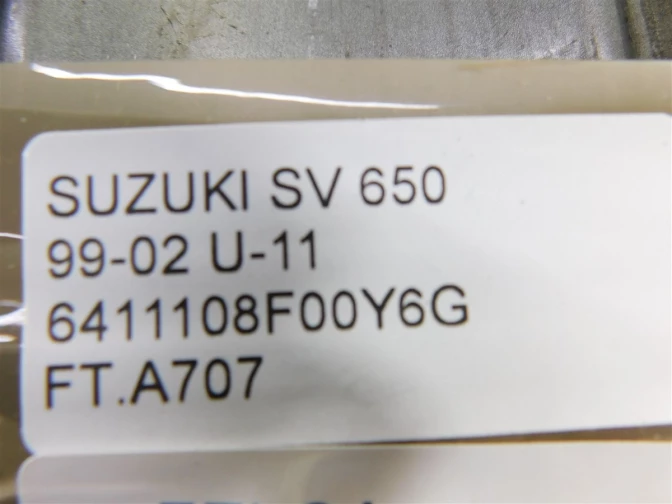 SUZUKI SV 650
99-02 U-11
6411108F00Y6G
FT.A707